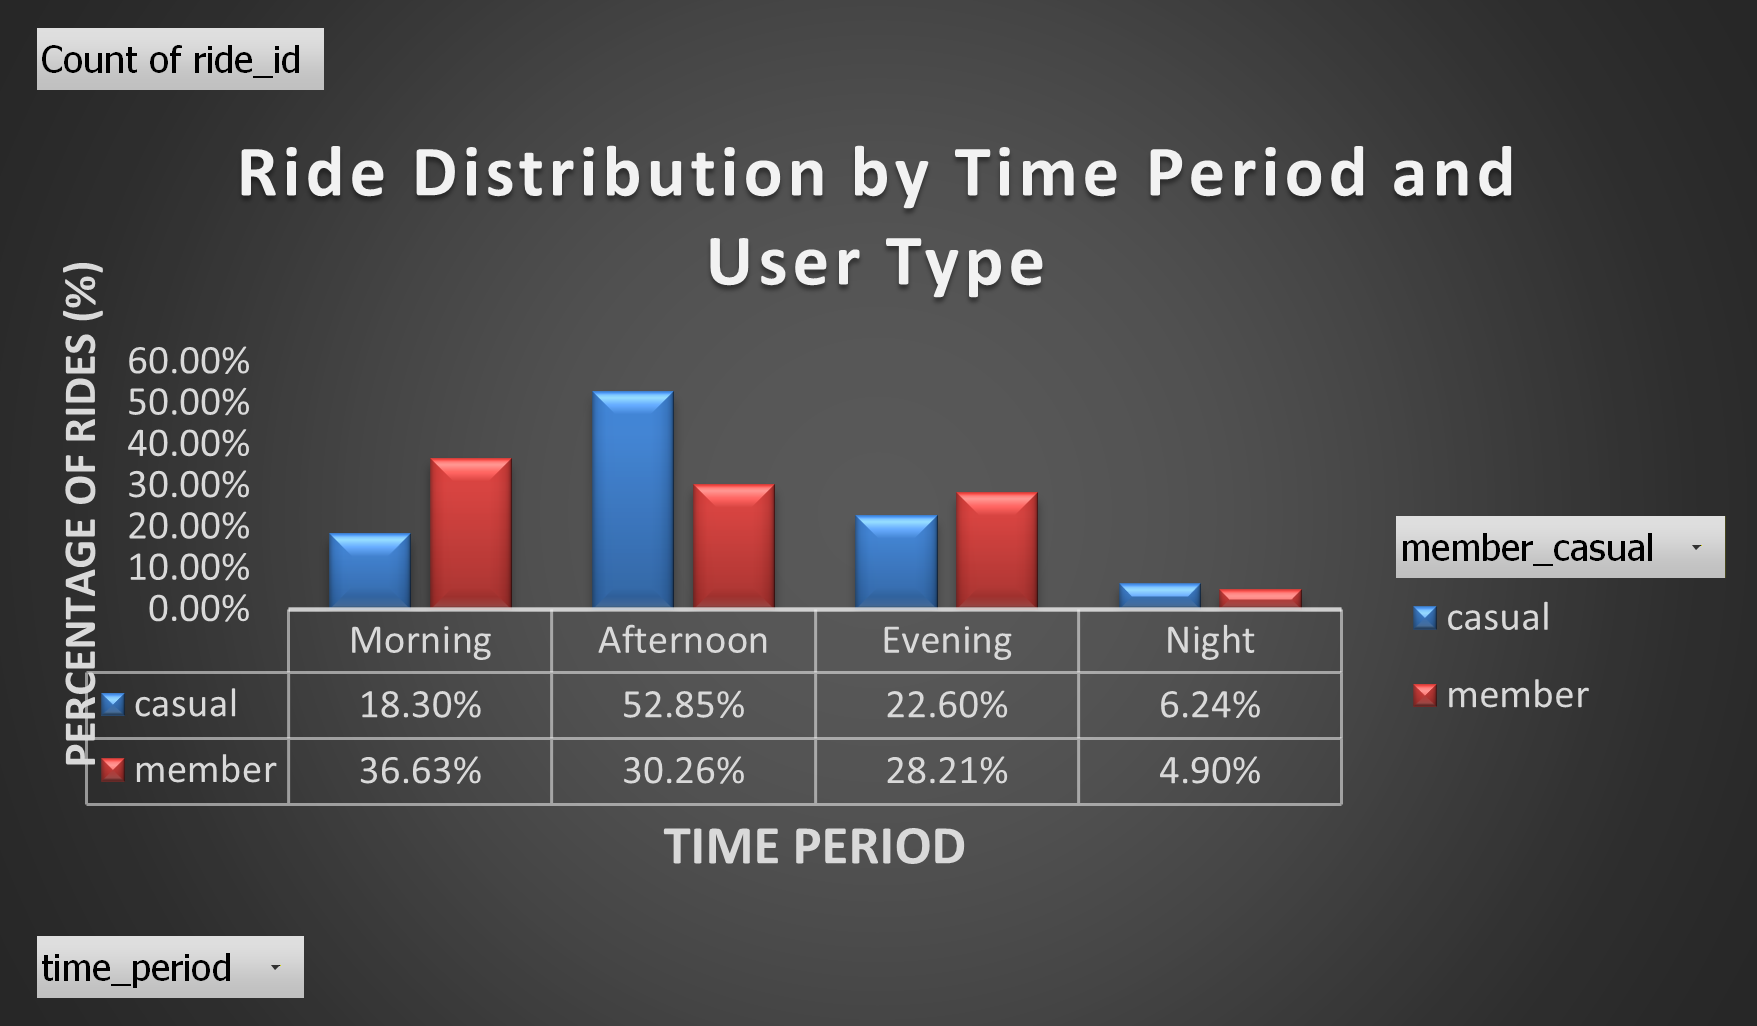 Count of ride_id
Ride Distribution by Time Period and
User Type
PERCENTAGE OF RIDES (%)
60.00%
50.00%
40.00%
30.00%
20.00%
10.00%
0.00%
Morning Afternoon Evening Night
casual 18.30% 52.85% 22.60% 6.24%
member 36.63% 30.26% 28.21% 4.90%
TIME PERIOD
member_casual
casual
member
time_period